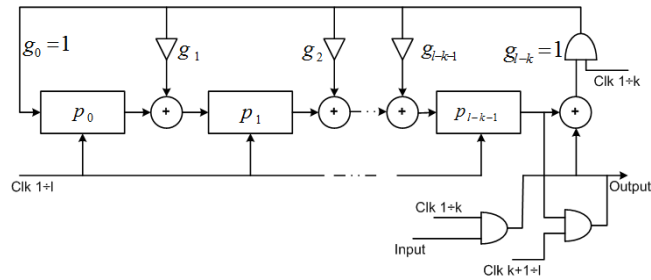 g₀ = 1
g₁
g₂
gₗ₋ₖ₋₁
gₗ₋ₖ = 1
Clk 1÷k
p₀
+
p₁
+
+
pₗ₋ₖ₋₁
+
Clk 1÷l
Output
Clk 1÷k
Input
Clk k+1÷l